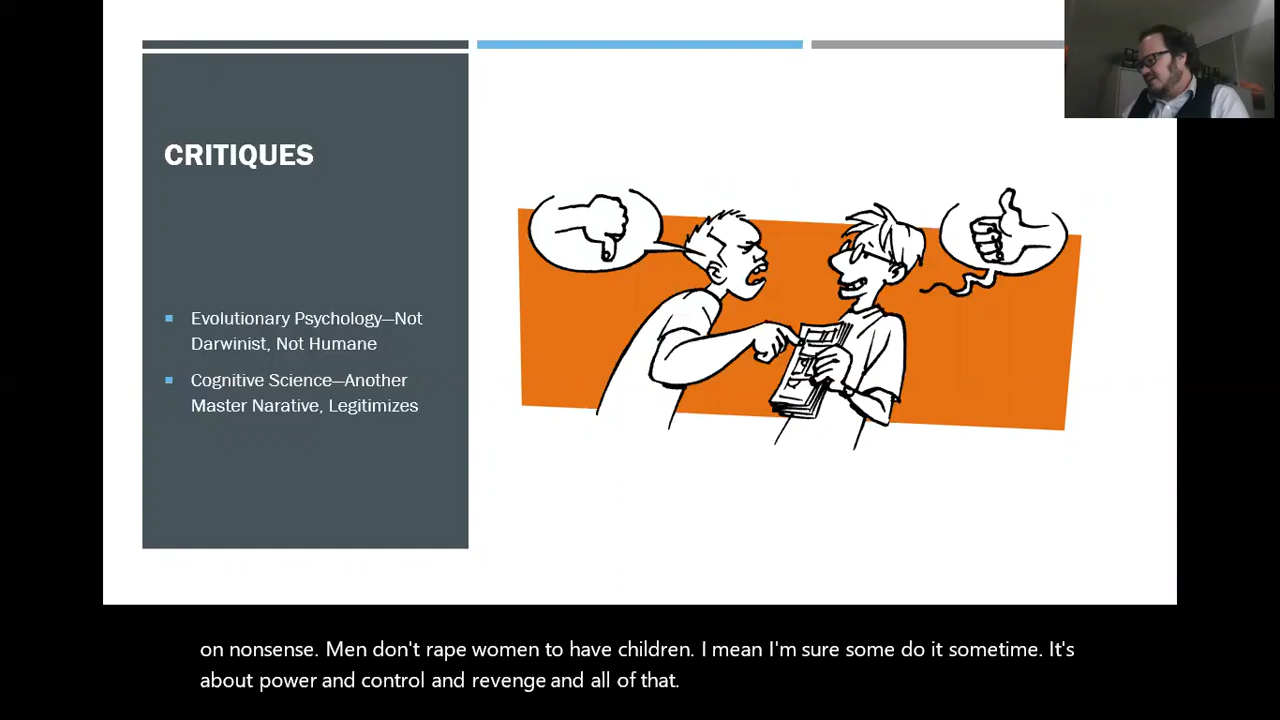 CRITIQUES
Evolutionary Psychology—Not
Darwinist, Not Humane
Cognitive Science—Another
Master Narative, Legitimizes
on nonsense. Men don't rape women to have children. I mean I'm sure some do it sometime. It's
about power and control and revenge and all of that.